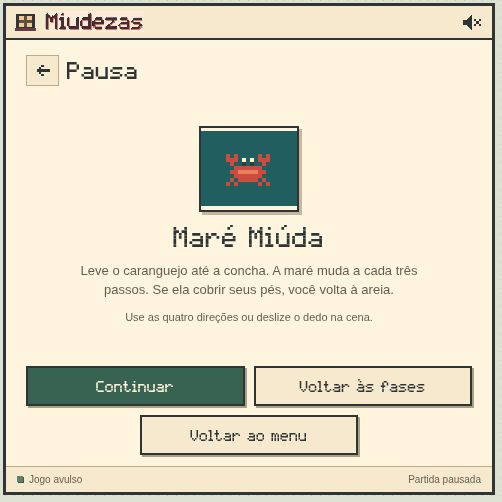 Miudezas
Pausa
Maré Miúda
Leve o caranguejo até a concha. A maré muda a cada três
passos. Se ela cobrir seus pés, você volta à areia.
Use as quatro direções ou deslize o dedo na cena.
Continuar
Voltar às fases
Voltar ao menu
Jogo avulso
Partida pausada